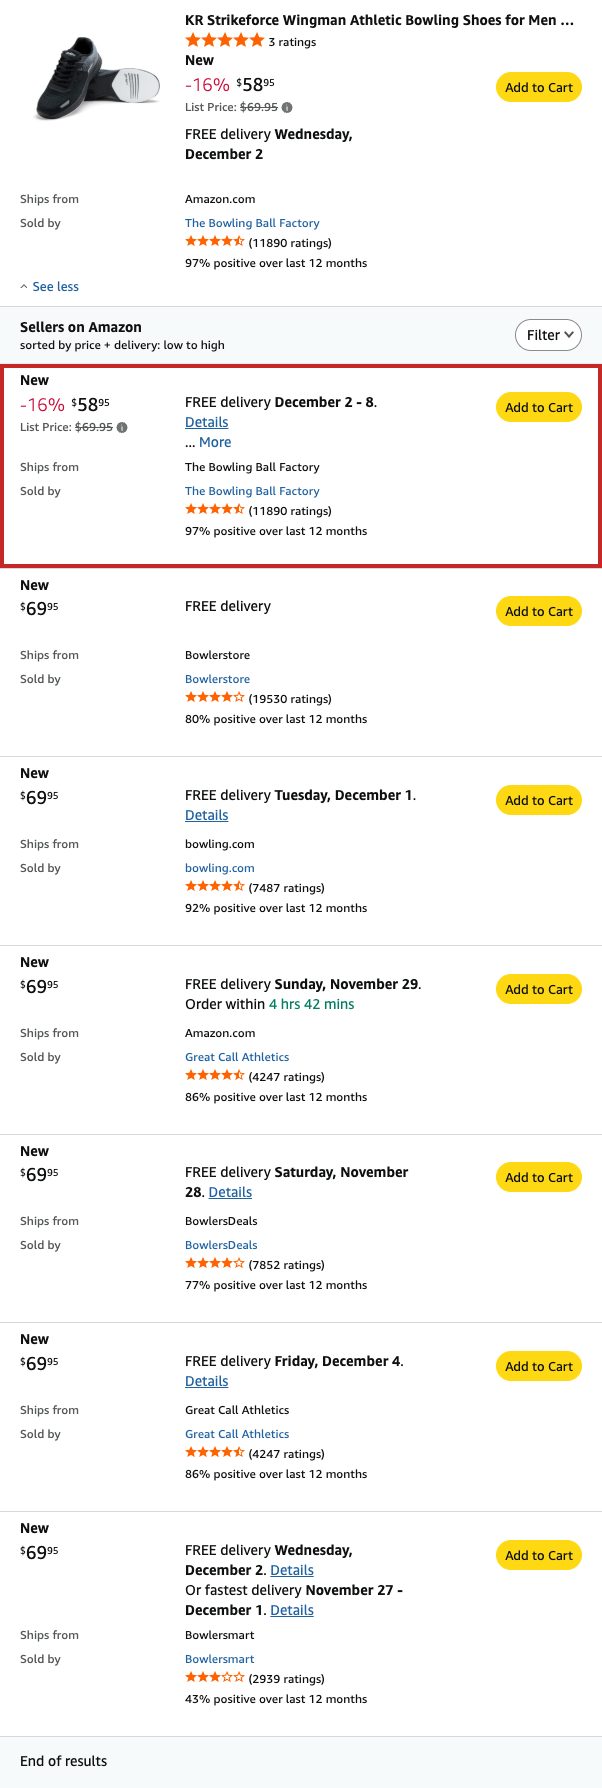 KR Strikeforce Wingman Athletic Bowling Shoes for Men ...
3 ratings
New
-16% $58.95
List Price: $69.95
Add to Cart
FREE delivery Wednesday,
December 2
Ships from Amazon.com
Sold by The Bowling Ball Factory
(11890 ratings)
97% positive over last 12 months
See less
Sellers on Amazon
sorted by price + delivery: low to high
Filter
New
-16% $58.95
List Price: $69.95
FREE delivery December 2 - 8.
Details
... More
Add to Cart
Ships from The Bowling Ball Factory
Sold by The Bowling Ball Factory
(11890 ratings)
97% positive over last 12 months
New
$69.95
FREE delivery
Add to Cart
Ships from Bowlerstore
Sold by Bowlerstore
(19530 ratings)
80% positive over last 12 months
New
$69.95
FREE delivery Tuesday, December 1.
Details
Add to Cart
Ships from bowling.com
Sold by bowling.com
(7487 ratings)
92% positive over last 12 months
New
$69.95
FREE delivery Sunday, November 29.
Order within 4 hrs 42 mins
Add to Cart
Ships from Amazon.com
Sold by Great Call Athletics
(4247 ratings)
86% positive over last 12 months
New
$69.95
FREE delivery Saturday, November
28. Details
Add to Cart
Ships from BowlersDeals
Sold by BowlersDeals
(7852 ratings)
77% positive over last 12 months
New
$69.95
FREE delivery Friday, December 4.
Details
Add to Cart
Ships from Great Call Athletics
Sold by Great Call Athletics
(4247 ratings)
86% positive over last 12 months
New
$69.95
FREE delivery Wednesday,
December 2. Details
Or fastest delivery November 27 -
December 1. Details
Add to Cart
Ships from Bowlersmart
Sold by Bowlersmart
(2939 ratings)
43% positive over last 12 months
End of results